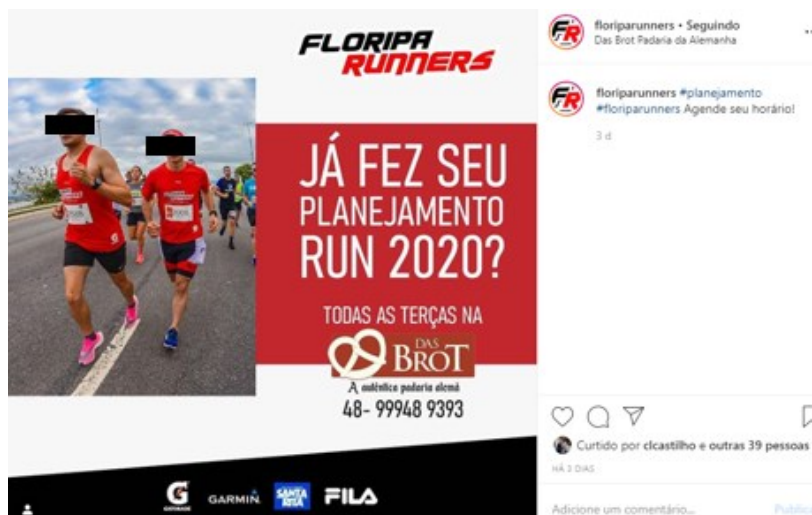 FLORIPA
RUNNERS
JÁ FEZ SEU
PLANEJAMENTO
RUN 2020?
TODAS AS TERÇAS NA
DAS
BROT
A autêntica padaria alemã
48- 99948 9393
GATORADE
GARMIN
SANTA
RITA
FILA
floriparunners • Seguindo
Das Brot Padaria da Alemanha
floriparunners #planejamento
#floriparunners Agende seu horário!
3 d
Curtido por clcastilho e outras 39 pessoas
HÁ 3 DIAS
Adicione um comentário...
Public